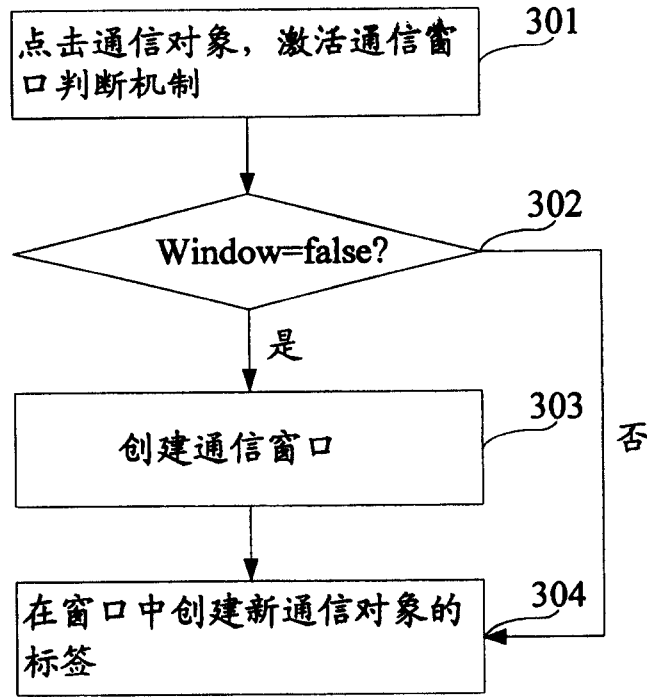 点击通信对象，激活通信窗
口判断机制
301
302
Window=false?
是
创建通信窗口
303
否
在窗口中创建新通信对象的
标签
304